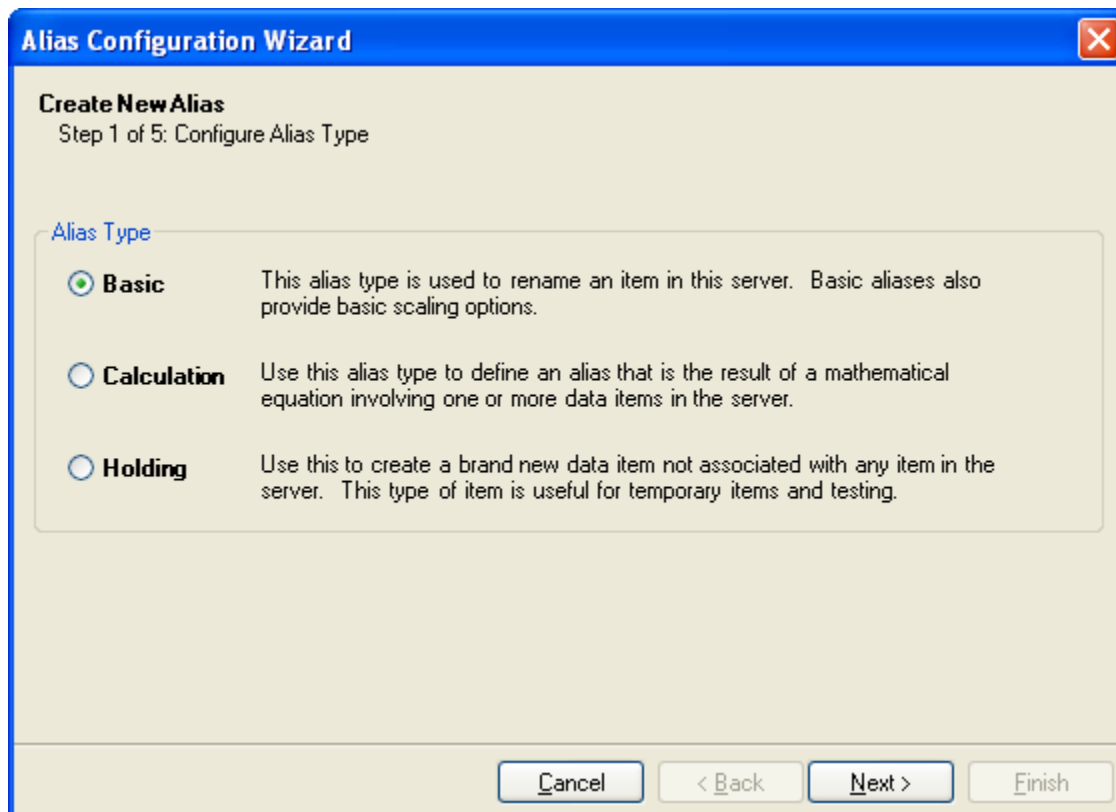 Alias Configuration Wizard
Create New Alias
Step 1 of 5: Configure Alias Type
Alias Type
Basic
This alias type is used to rename an item in this server.  Basic aliases also
provide basic scaling options.
Calculation
Use this alias type to define an alias that is the result of a mathematical
equation involving one or more data items in the server.
Holding
Use this to create a brand new data item not associated with any item in the
server.  This type of item is useful for temporary items and testing.
Cancel
< Back
Next >
Finish